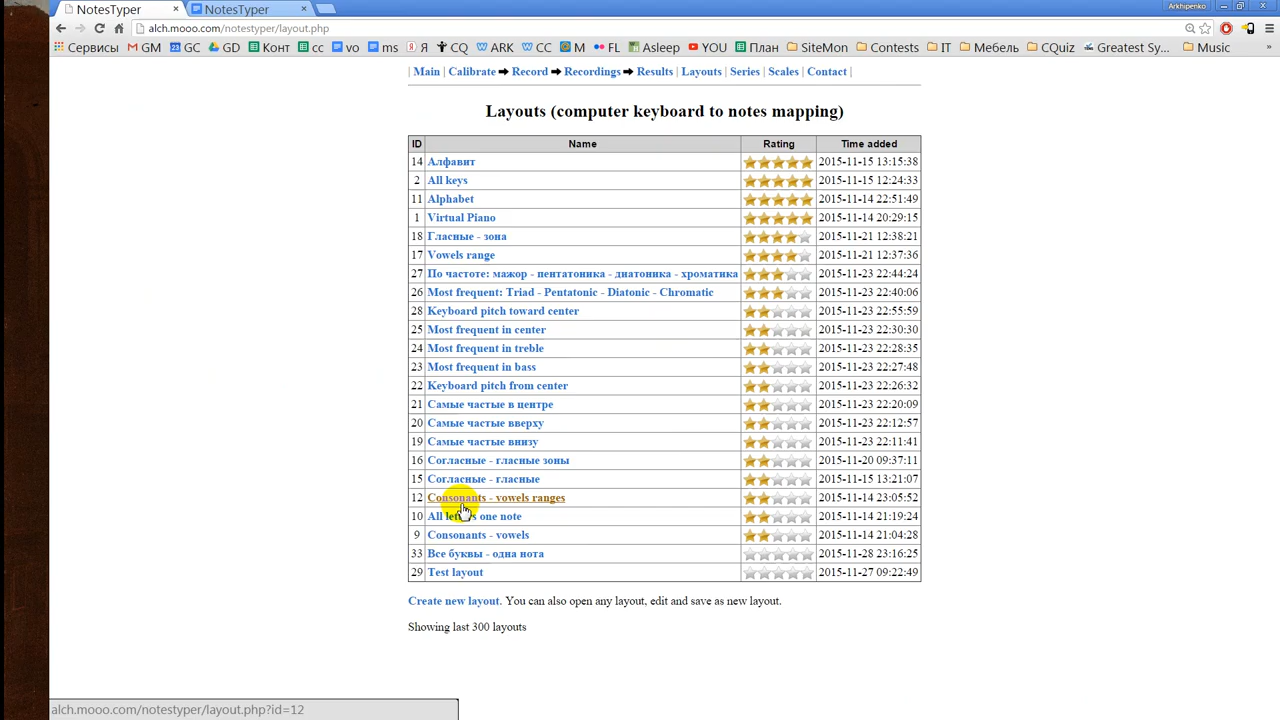 NotesTyper × NotesTyper × Arkhipenko
alch.mooo.com/notestyper/layout.php
Сервисы GM GC GD Конт cc vo ms Я CQ ARK CC M FL Asleep YOU План SiteMon Contests IT Мебель CQuiz Greatest Sy... Music »
| Main | Calibrate ➡ Record ➡ Recordings ➡ Results | Layouts | Series | Scales | Contact |
Layouts (computer keyboard to notes mapping)
ID Name Rating Time added
14 Алфавит 2015-11-15 13:15:38
2 All keys 2015-11-15 12:24:33
11 Alphabet 2015-11-14 22:51:49
1 Virtual Piano 2015-11-14 20:29:15
18 Гласные - зона 2015-11-21 12:38:21
17 Vowels range 2015-11-21 12:37:36
27 По частоте: мажор - пентатоника - диатоника - хроматика 2015-11-23 22:44:24
26 Most frequent: Triad - Pentatonic - Diatonic - Chromatic 2015-11-23 22:40:06
28 Keyboard pitch toward center 2015-11-23 22:55:59
25 Most frequent in center 2015-11-23 22:30:30
24 Most frequent in treble 2015-11-23 22:28:35
23 Most frequent in bass 2015-11-23 22:27:48
22 Keyboard pitch from center 2015-11-23 22:26:32
21 Самые частые в центре 2015-11-23 22:20:09
20 Самые частые вверху 2015-11-23 22:12:57
19 Самые частые внизу 2015-11-23 22:11:41
16 Согласные - гласные зоны 2015-11-20 09:37:11
15 Согласные - гласные 2015-11-15 13:21:07
12 Consonants - vowels ranges 2015-11-14 23:05:52
10 All letters one note 2015-11-14 21:19:24
9 Consonants - vowels 2015-11-14 21:04:28
33 Все буквы - одна нота 2015-11-28 23:16:25
29 Test layout 2015-11-27 09:22:49
Create new layout. You can also open any layout, edit and save as new layout.
Showing last 300 layouts
alch.mooo.com/notestyper/layout.php?id=12